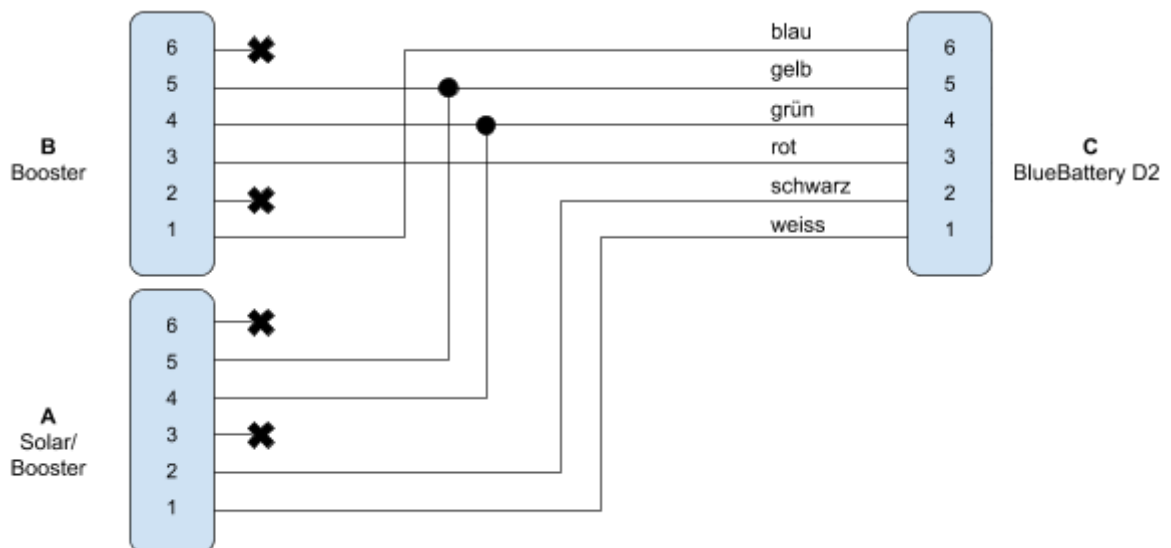 6
5
4
3
2
1
B
Booster
6
5
4
3
2
1
A
Solar/
Booster
blau
gelb
grün
rot
schwarz
weiss
6
5
4
3
2
1
C
BlueBattery D2